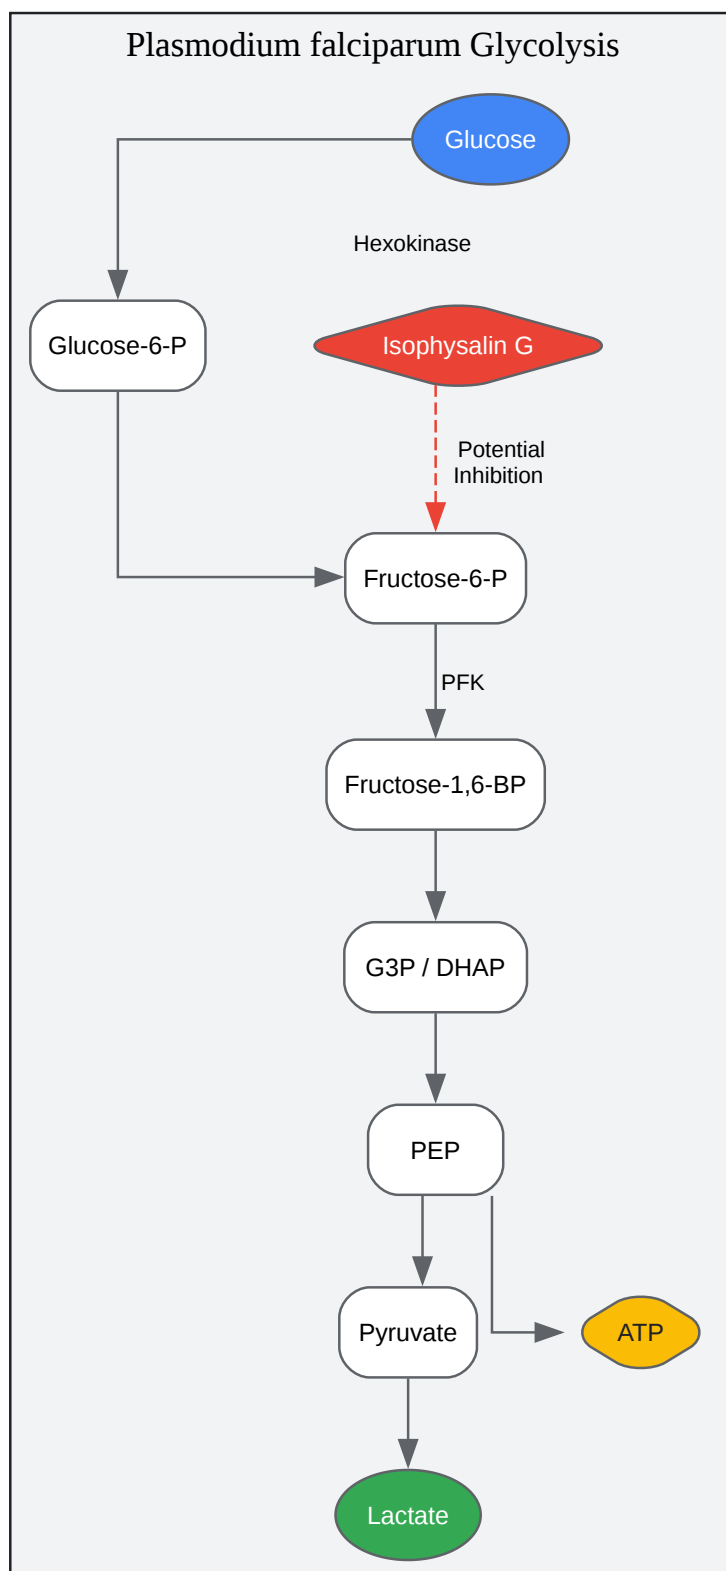 Plasmodium falciparum Glycolysis
Glucose
Hexokinase
Glucose-6-P
Isophysalin G
Potential
Inhibition
Fructose-6-P
PFK
Fructose-1,6-BP
G3P / DHAP
PEP
Pyruvate
ATP
Lactate